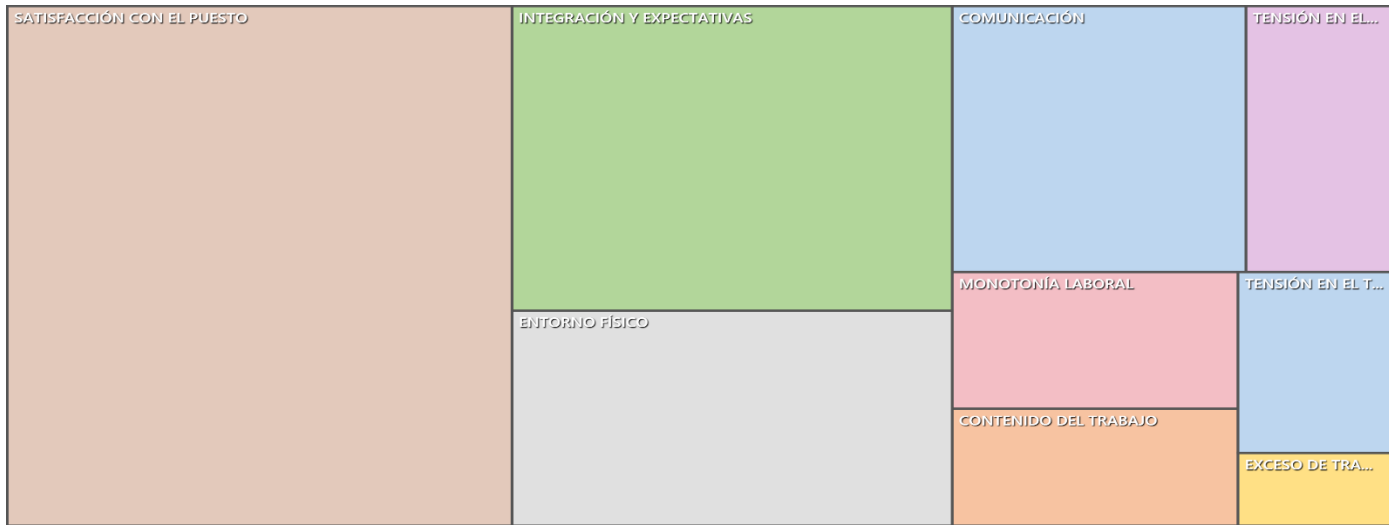 SATISFACCIÓN CON EL PUESTO
INTEGRACIÓN Y EXPECTATIVAS
COMUNICACIÓN
TENSIÓN EN EL...
ENTORNO FÍSICO
MONOTONÍA LABORAL
TENSIÓN EN EL T...
CONTENIDO DEL TRABAJO
EXCESO DE TRA...